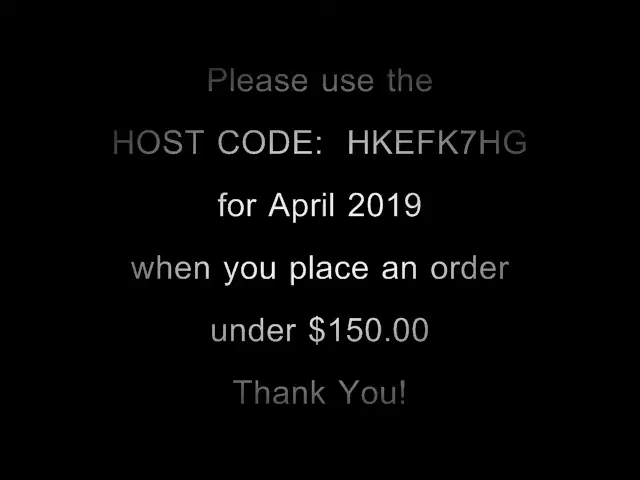 Please use the
HOST CODE:  HKEFK7HG
for April 2019
when you place an order
under $150.00
Thank You!